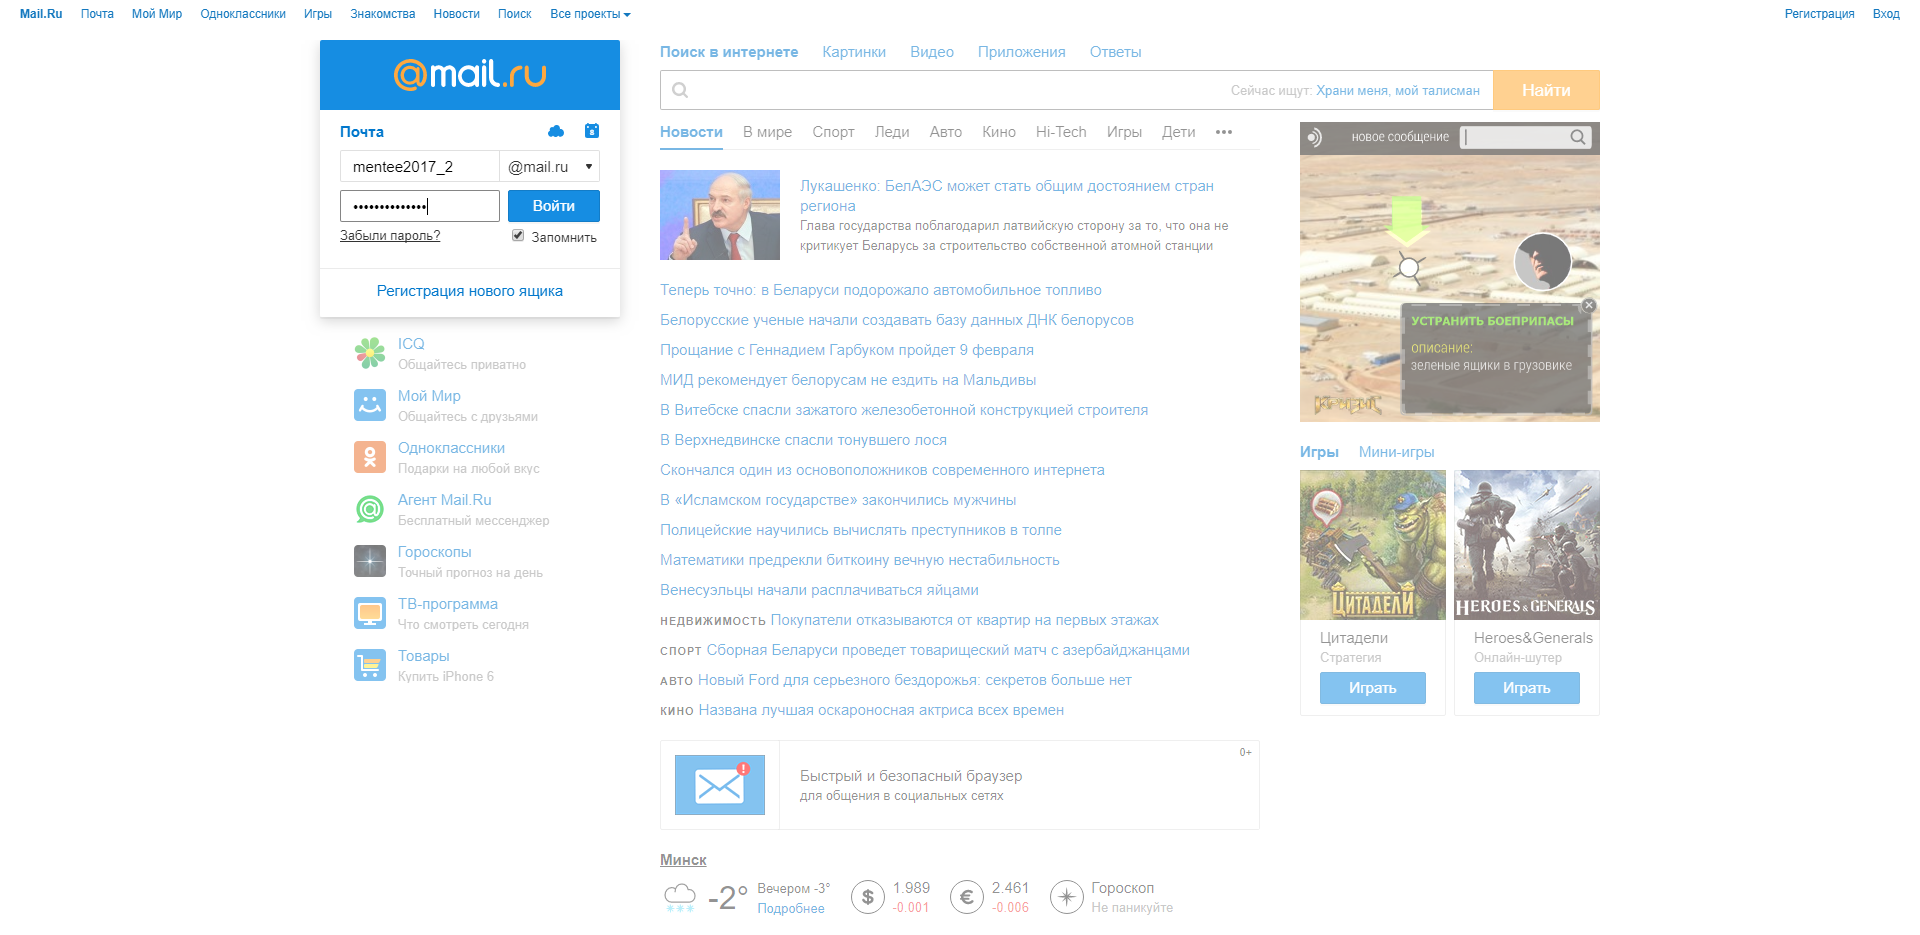 Mail.Ru Почта Мой Мир Одноклассники Игры Знакомства Новости Поиск Все проекты Регистрация Вход
@mail.ru
Почта
mentee2017_2 @mail.ru
•••••••••••••• Войти
Забыли пароль? Запомнить
Регистрация нового ящика
ICQ
Общайтесь приватно
Мой Мир
Общайтесь с друзьями
Одноклассники
Подарки на любой вкус
Агент Mail.Ru
Бесплатный мессенджер
Гороскопы
Точный прогноз на день
ТВ-программа
Что смотреть сегодня
Товары
Купить iPhone 6
Поиск в интернете Картинки Видео Приложения Ответы
Сейчас ищут: Храни меня, мой талисман Найти
Новости В мире Спорт Леди Авто Кино Hi-Tech Игры Дети •••
Лукашенко: БелАЭС может стать общим достоянием стран
региона
Глава государства поблагодарил латвийскую сторону за то, что она не
критикует Беларусь за строительство собственной атомной станции
Теперь точно: в Беларуси подорожало автомобильное топливо
Белорусские ученые начали создавать базу данных ДНК белорусов
Прощание с Геннадием Гарбуком пройдет 9 февраля
МИД рекомендует белорусам не ездить на Мальдивы
В Витебске спасли зажатого железобетонной конструкцией строителя
В Верхнедвинске спасли тонувшего лося
Скончался один из основоположников современного интернета
В «Исламском государстве» закончились мужчины
Полицейские научились вычислять преступников в толпе
Математики предрекли биткоину вечную нестабильность
Венесуэльцы начали расплачиваться яйцами
НЕДВИЖИМОСТЬ Покупатели отказываются от квартир на первых этажах
СПОРТ Сборная Беларуси проведет товарищеский матч с азербайджанцами
АВТО Новый Ford для серьезного бездорожья: секретов больше нет
КИНО Названа лучшая оскароносная актриса всех времен
0+
Быстрый и безопасный браузер
для общения в социальных сетях
Минск
-2° Вечером -3° $ 1.989 € 2.461 Гороскоп
Подробнее -0.001 -0.006 Не паникуйте
новое сообщение
УСТРАНИТЬ БОЕПРИПАСЫ
описание:
зеленые ящики в грузовике
Игры Мини-игры
ЦИТАДЕЛИ
HEROES & GENERALS
Цитадели
Стратегия
Играть
Heroes&Generals
Онлайн-шутер
Играть